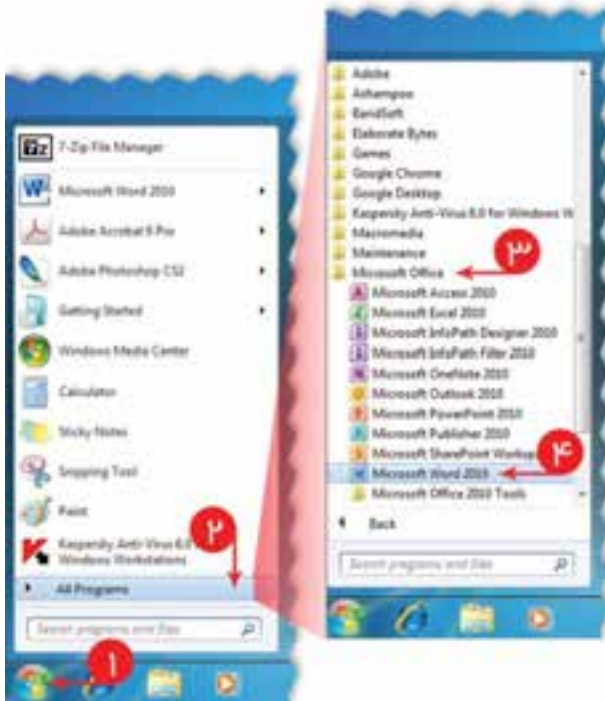 7-Zip File Manager
Microsoft Word 2010
Adobe Acrobat 9 Pro
Adobe Photoshop CS2
Getting Started
Windows Media Center
Calculator
Sticky Notes
Snipping Tool
Paint
Kaspersky Anti-Virus 6.0
Windows Workstations
۲
All Programs
Search programs and files
۱
Adobe
Ashampoo
BandiSoft
Elaborate Bytes
Games
Google Chrome
Google Desktop
Kaspersky Anti-Virus 6.0 for Windows W
Macromedia
Maintenance
۳
Microsoft Office
Microsoft Access 2010
Microsoft Excel 2010
Microsoft InfoPath Designer 2010
Microsoft InfoPath Filler 2010
Microsoft OneNote 2010
Microsoft Outlook 2010
Microsoft PowerPoint 2010
Microsoft Publisher 2010
Microsoft SharePoint Worksp
۴
Microsoft Word 2010
Microsoft Office 2010 Tools
Back
Search programs and files